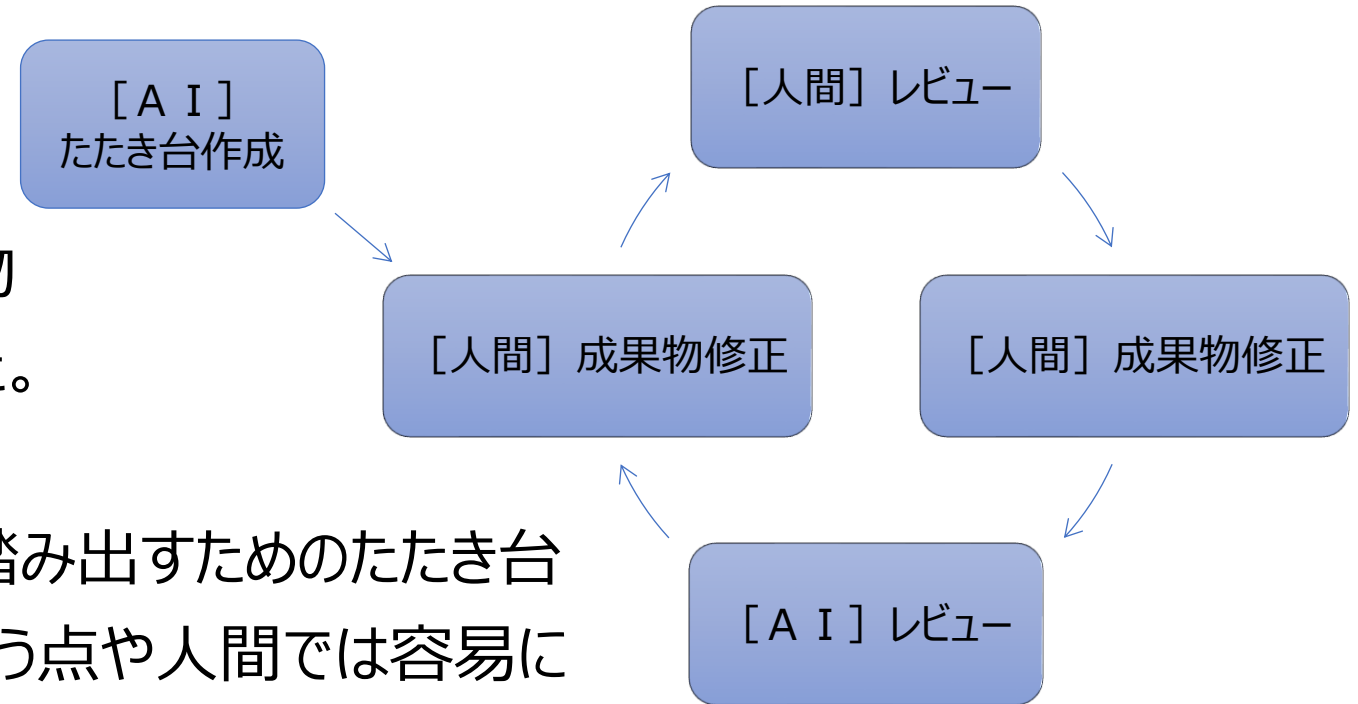 ［ＡＩ］
たたき台作成
［人間］レビュー
物
た。
［人間］成果物修正
［人間］成果物修正
踏み出すためのたたき台
う点や人間では容易に
［ＡＩ］レビュー